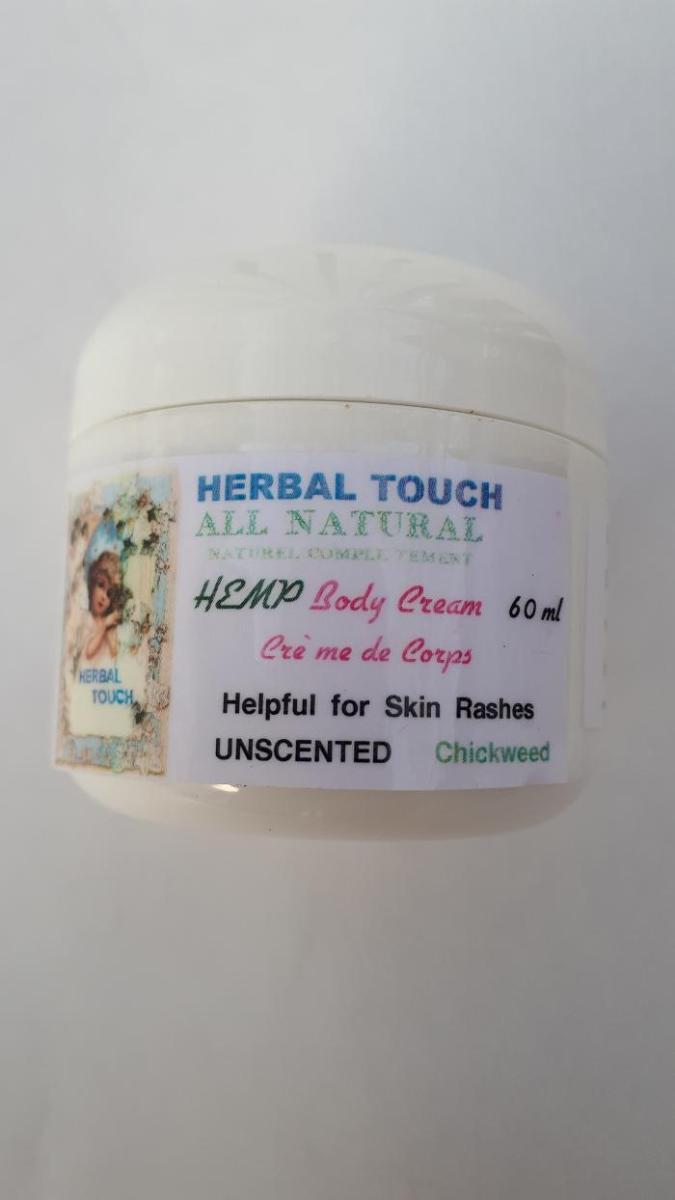 HERBAL TOUCH
ALL NATURAL
NATUREL COMPLETEMENT
HEMP Body Cream 60 ml
Crème de Corps
Helpful for Skin Rashes
UNSCENTED Chickweed
HERBAL
TOUCH